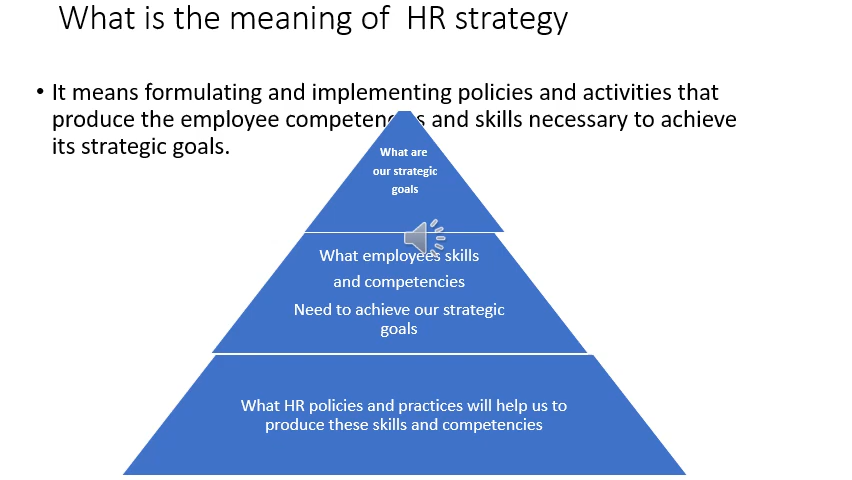 What is the meaning of HR strategy
• It means formulating and implementing policies and activities that
produce the employee competencies and skills necessary to achieve
its strategic goals.
What are
our strategic
goals
What employees skills
and competencies
Need to achieve our strategic
goals
What HR policies and practices will help us to
produce these skills and competencies